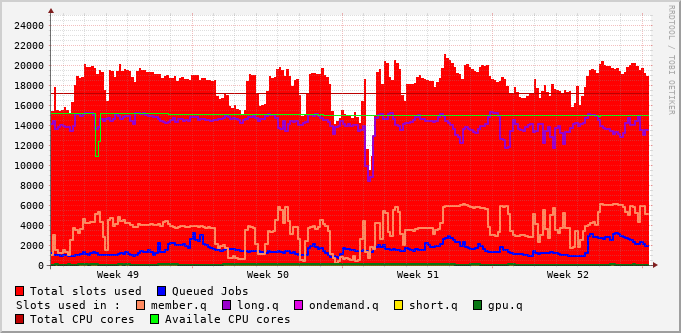 24000
22000
20000
18000
16000
14000
12000
10000
8000
6000
4000
2000
0
Week 49 Week 50 Week 51 Week 52
RRDTOOL / TOBI OETIKER
Total slots used Queued Jobs
Slots used in : member.q long.q ondemand.q short.q gpu.q
Total CPU cores Availale CPU cores